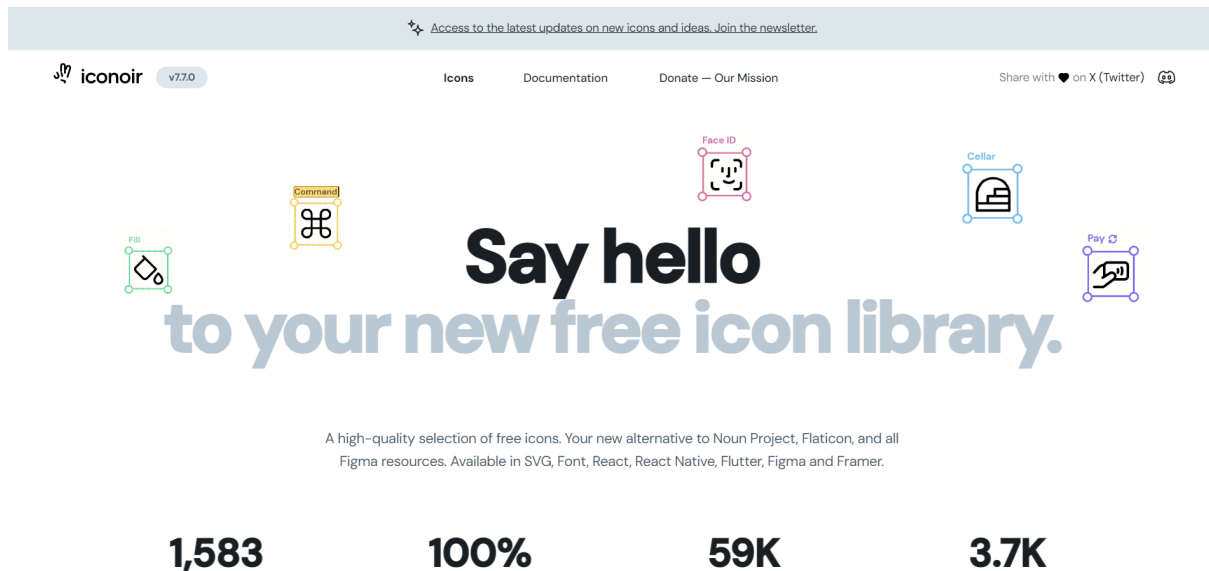 Access to the latest updates on new icons and ideas. Join the newsletter.
iconoir v7.7.0 Icons Documentation Donate — Our Mission Share with on X (Twitter)
Face ID
Cellar
Command
Fill
Pay
Say hello
to your new free icon library.
A high-quality selection of free icons. Your new alternative to Noun Project, Flaticon, and all
Figma resources. Available in SVG, Font, React, React Native, Flutter, Figma and Framer.
1,583 100% 59K 3.7K